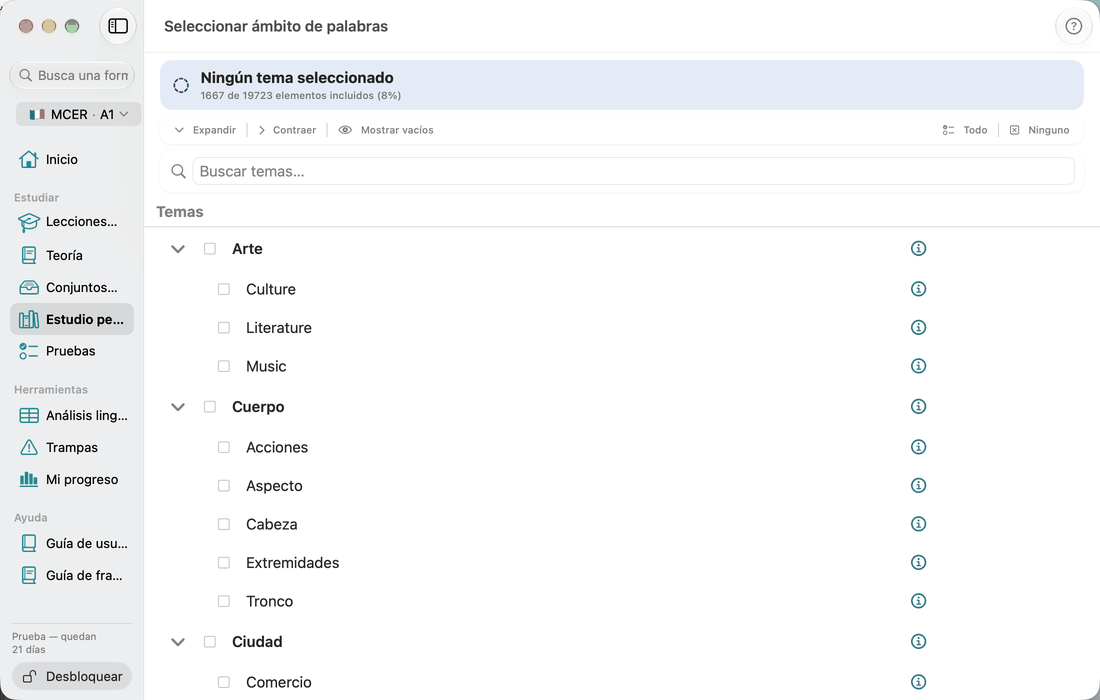 Seleccionar ámbito de palabras
Busca una forn
MCER · A1
Inicio
Estudiar
Lecciones...
Teoría
Conjuntos...
Estudio pe...
Pruebas
Herramientas
Análisis ling...
Trampas
Mi progreso
Ayuda
Guía de usu...
Guía de fra...
Prueba — quedan
21 días
Desbloquear
Ningún tema seleccionado
1667 de 19723 elementos incluidos (8%)
Expandir Contraer Mostrar vacíos Todo Ninguno
Buscar temas...
Temas
Arte
Culture
Literature
Music
Cuerpo
Acciones
Aspecto
Cabeza
Extremidades
Tronco
Ciudad
Comercio